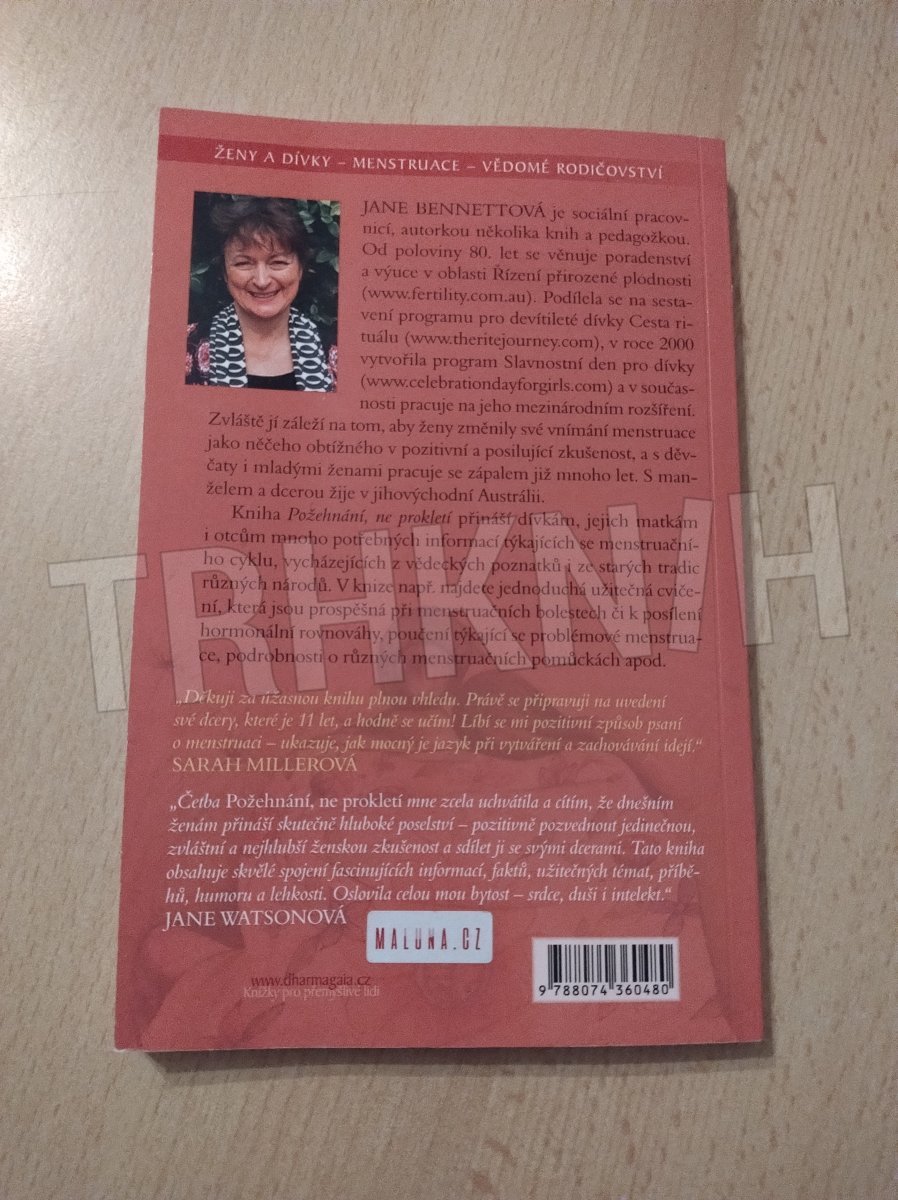 ŽENY A DÍVKY – MENSTRUACE – VĚDOMÉ RODIČOVSTVÍ
JANE BENNETTOVÁ je sociální pracov-
nicí, autorkou několika knih a pedagožkou.
Od poloviny 80. let se věnuje poradenství
a výuce v oblasti Řízení přirozené plodnosti
(www.fertility.com.au). Podílela se na sesta-
vení programu pro devítileté dívky Cesta ri-
tuálu (www.theritejourney.com), v roce 2000
vytvořila program Slavnostní den pro dívky
(www.celebrationdayforgirls.com) a v součas-
nosti pracuje na jeho mezinárodním rozšíření.
Zvláště jí záleží na tom, aby ženy změnily své vnímání menstruace
jako něčeho obtížného v pozitivní a posilující zkušenost, a s děv-
čaty i mladými ženami pracuje se zápalem již mnoho let. S man-
želem a dcerou žije v jihovýchodní Austrálii.
Kniha Požehnání, ne prokletí přináší dívkám, jejich matkám
i otcům mnoho potřebných informací týkajících se menstruační-
ho cyklu, vycházejících z vědeckých poznatků i ze starých tradic
různých národů. V knize např. najdete jednoduchá užitečná cviče-
ní, která jsou prospěšná při menstruačních bolestech či k posílení
hormonální rovnováhy, poučení týkající se problémové menstrua-
ce, podrobnosti o různých menstruačních pomůckách apod.
TRHKNIH
„Děkuji za úžasnou knihu plnou vhledu. Právě se připravuji na uvedení
své dcery, které je 11 let, a hodně se učím! Líbí se mi pozitivní způsob psaní
o menstruaci – ukazuje, jak mocný je jazyk při vytváření a zachovávání idejí.“
SARAH MILLEROVÁ
„Četba Požehnání, ne prokletí mne zcela uchvátila a cítím, že dnešním
ženám přináší skutečně hluboké poselství – pozitivně pozvednout jedinečnou,
zvláštní a nejhlubší ženskou zkušenost a sdílet ji se svými dcerami. Tato kniha
obsahuje skvělé spojení fascinujících informací, faktů, užitečných témat, příbě-
hů, humoru a lehkosti. Oslovila celou mou bytost – srdce, duši i intelekt.“
JANE WATSONOVÁ
MALUNA.CZ
www.dharmagaia.cz
Knížky pro přemýšlivé lidi
9 788074 360480